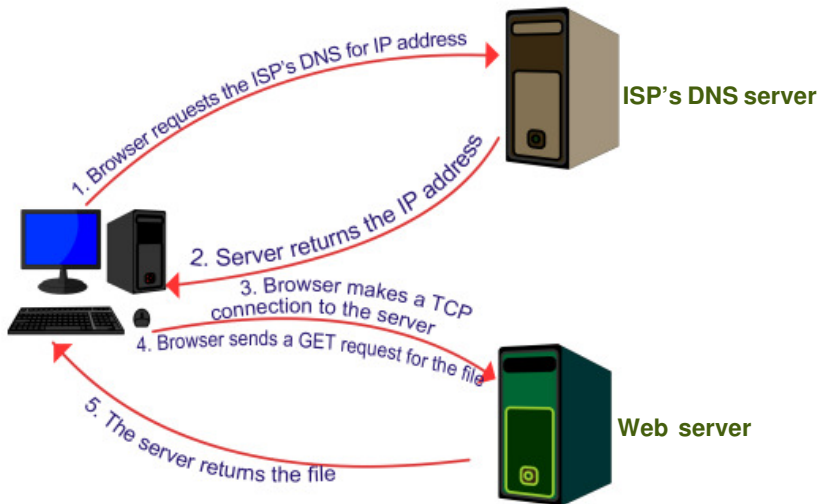 1. Browser requests the ISP's DNS for IP address
ISP's DNS server
2. Server returns the IP address
3. Browser makes a TCP
connection to the server
4. Browser sends a GET request for the file
5. The server returns the file
Web server